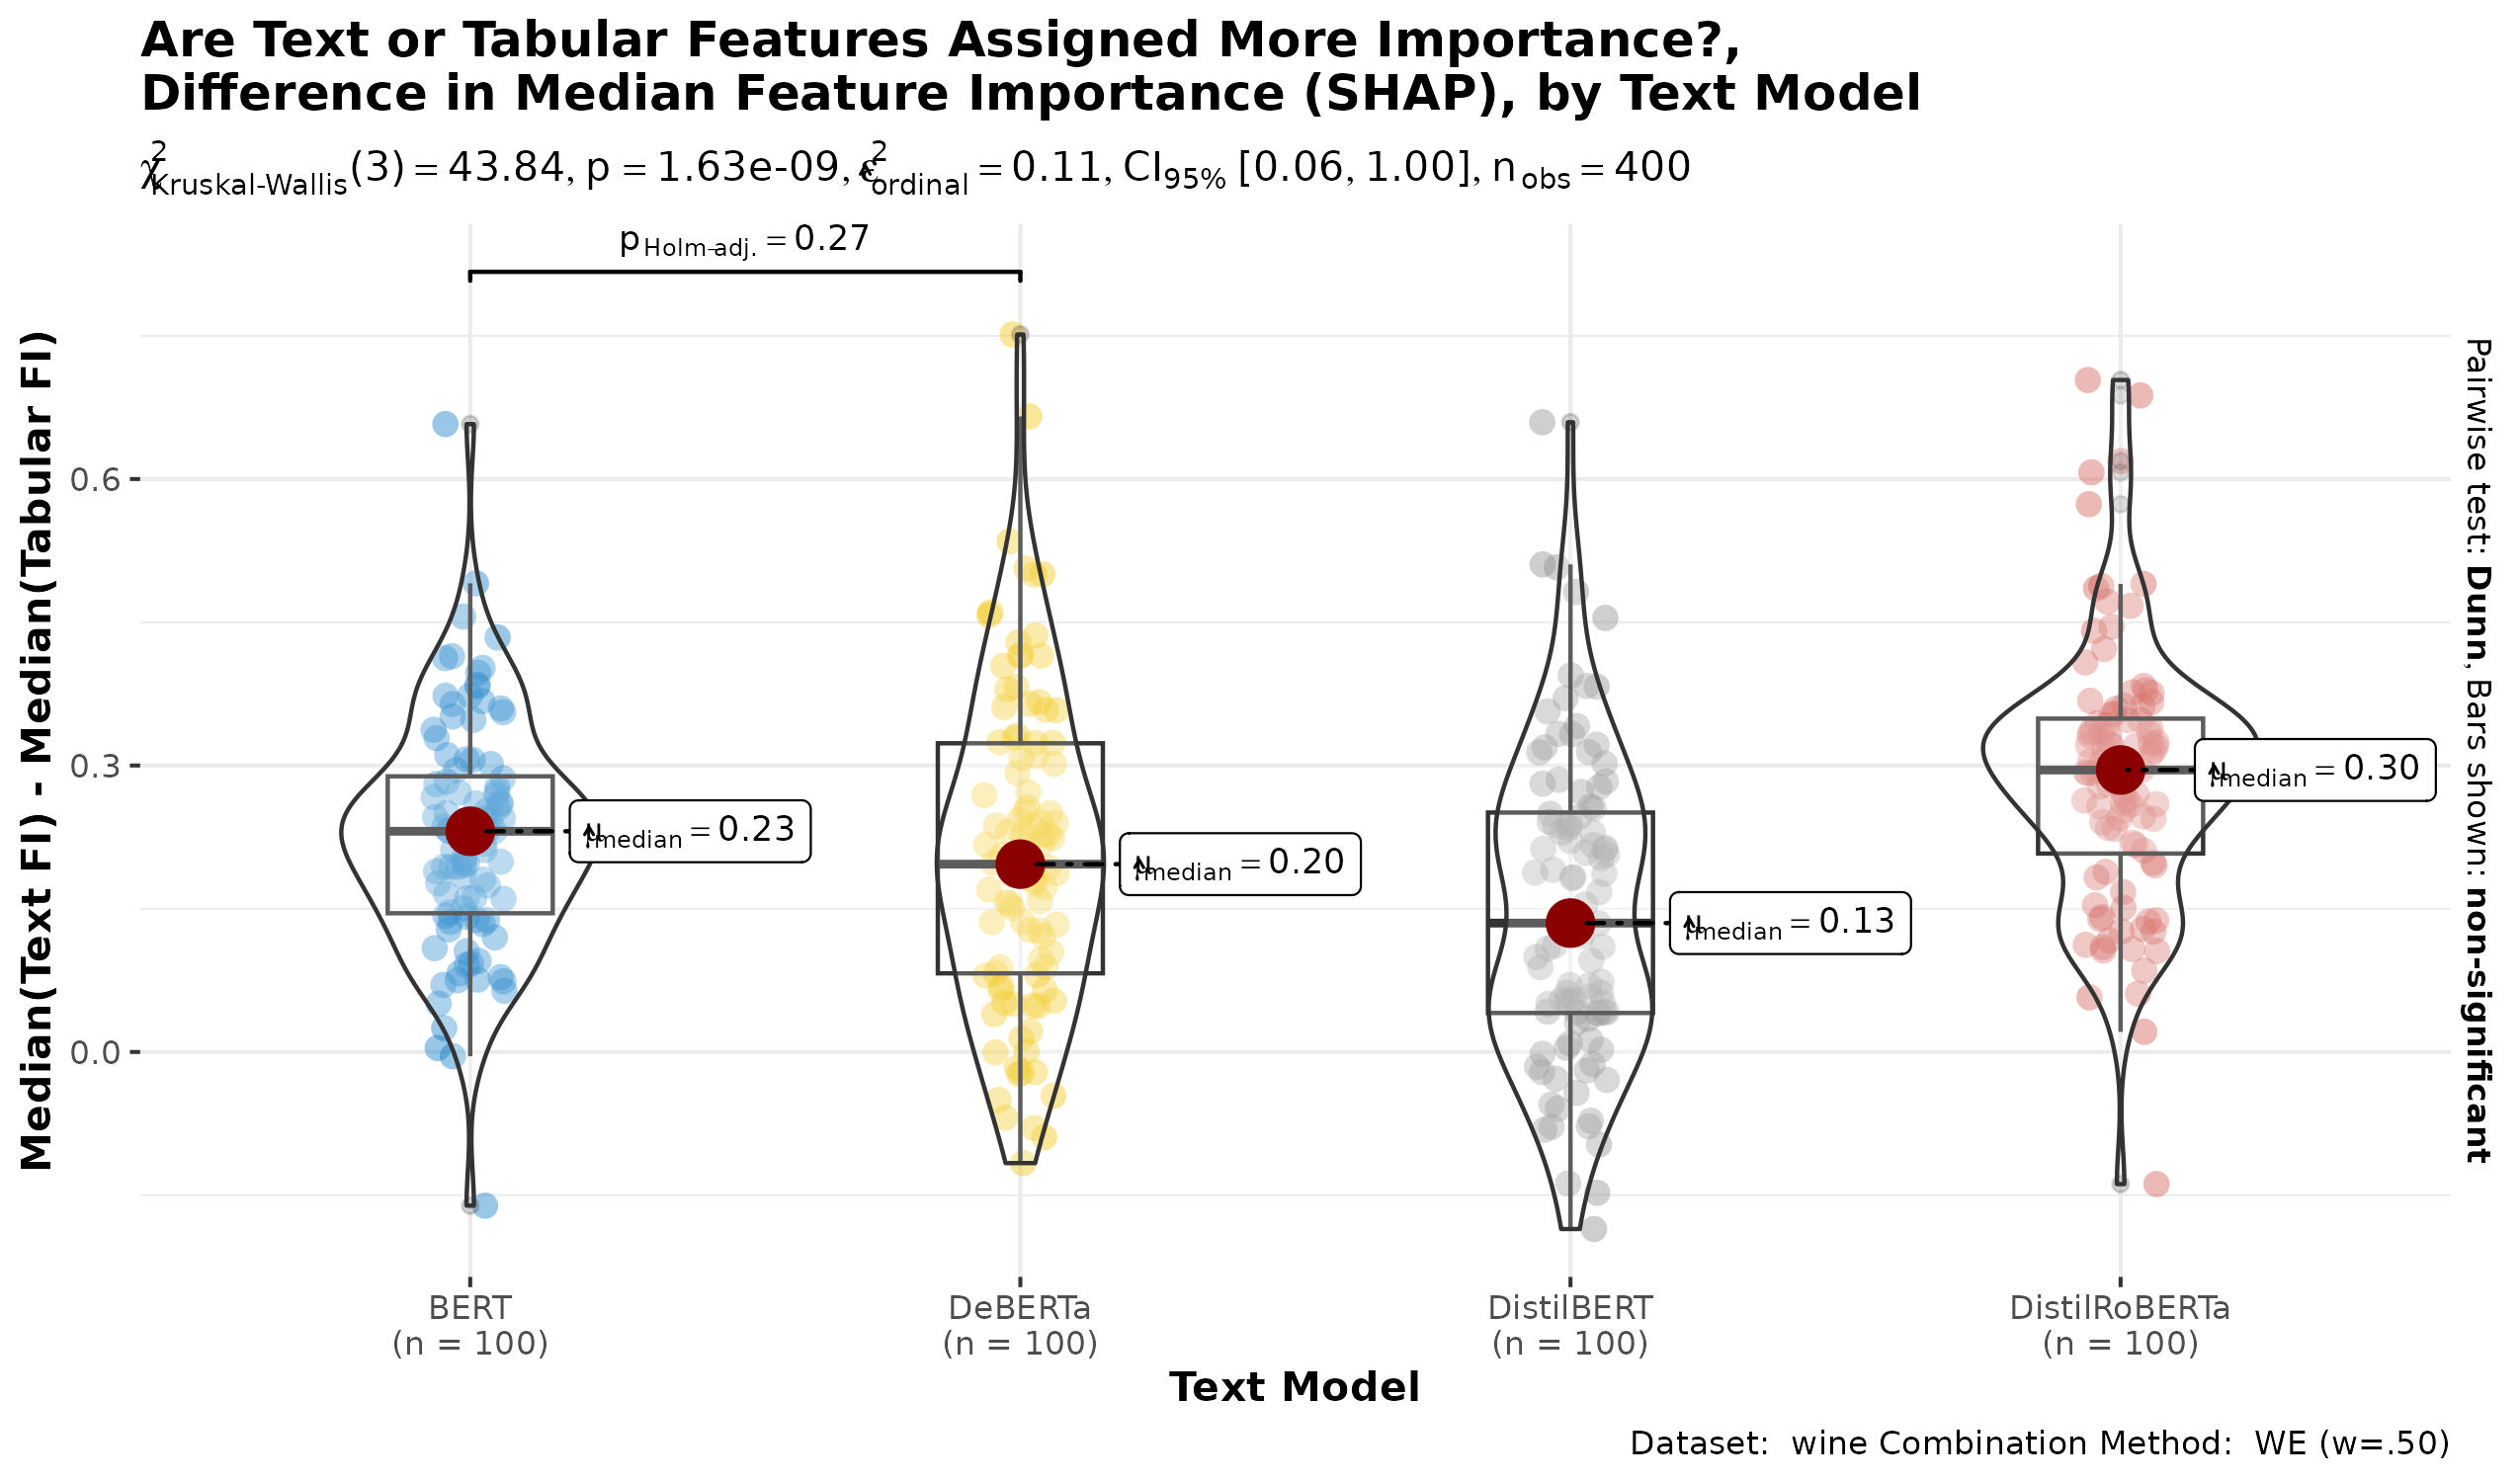 Are Text or Tabular Features Assigned More Importance?,
Difference in Median Feature Importance (SHAP), by Text Model
χ²Kruskal-Wallis(3) = 43.84, p = 1.63e-09, ε̂²ordinal = 0.11, CI95% [0.06, 1.00], nobs = 400
pHolm-adj. = 0.27
Median(Text FI) - Median(Tabular FI)
0.6
0.3
0.0
μ̂median = 0.23
μ̂median = 0.20
μ̂median = 0.13
μ̂median = 0.30
Pairwise test: Dunn, Bars shown: non-significant
BERT
(n = 100)
DeBERTa
(n = 100)
DistilBERT
(n = 100)
DistilRoBERTa
(n = 100)
Text Model
Dataset:  wine Combination Method:  WE (w=.50)